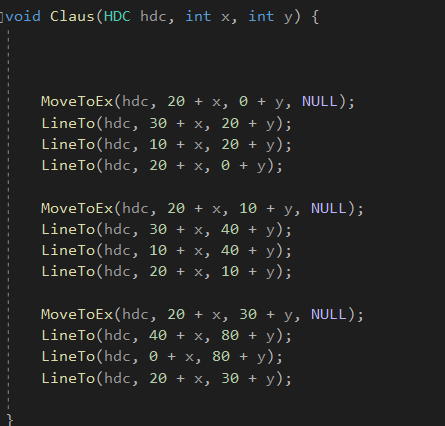 void Claus(HDC hdc, int x, int y) {
MoveToEx(hdc, 20 + x, 0 + y, NULL);
LineTo(hdc, 30 + x, 20 + y);
LineTo(hdc, 10 + x, 20 + y);
LineTo(hdc, 20 + x, 0 + y);
MoveToEx(hdc, 20 + x, 10 + y, NULL);
LineTo(hdc, 30 + x, 40 + y);
LineTo(hdc, 10 + x, 40 + y);
LineTo(hdc, 20 + x, 10 + y);
MoveToEx(hdc, 20 + x, 30 + y, NULL);
LineTo(hdc, 40 + x, 80 + y);
LineTo(hdc, 0 + x, 80 + y);
LineTo(hdc, 20 + x, 30 + y);
}